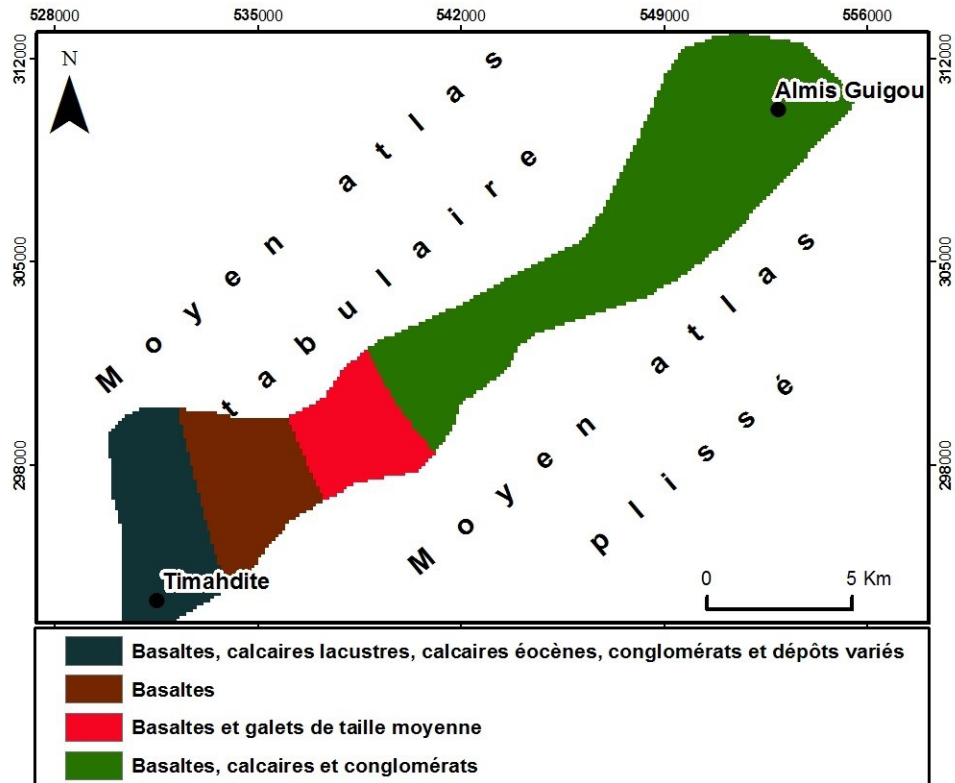 528000 535000 542000 549000 556000
312000 312000
N
Almis Guigou
Moyen atlas
tabulaire
305000 305000
Moyen atlas
plissé
298000 298000
Timahdite
0 5 Km
Basaltes, calcaires lacustres, calcaires éocènes, conglomérats et dépôts variés
Basaltes
Basaltes et galets de taille moyenne
Basaltes, calcaires et conglomérats